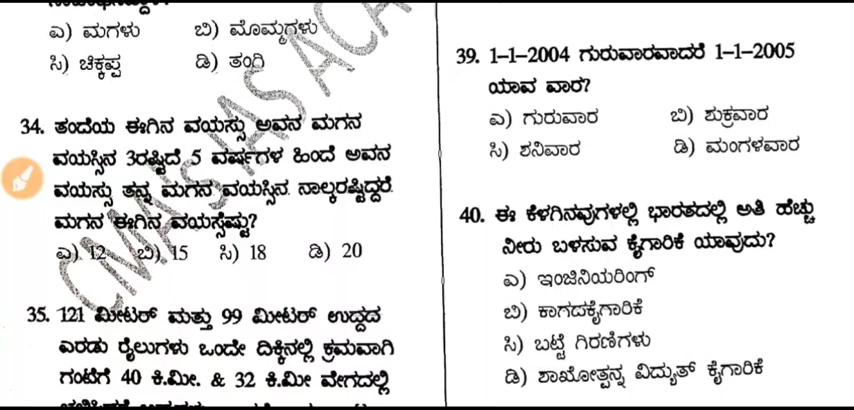 ಎ) ಮಗಳು ಬಿ) ಮೊಮ್ಮಗಳು
ಸಿ) ಚಿಕ್ಕಪ್ಪ ಡಿ) ತಂಗಿ
34. ತಂದೆಯ ಈಗಿನ ವಯಸ್ಸು ಅವನ ಮಗನ
ವಯಸ್ಸಿನ 3ರಷ್ಟಿದೆ 5 ವರ್ಷಗಳ ಹಿಂದೆ ಅವನ
ವಯಸ್ಸು ತನ್ನ ಮಗನ ವಯಸ್ಸಿನ ನಾಲ್ಕರಷ್ಟಿದ್ದರೆ
ಮಗನ ಈಗಿನ ವಯಸ್ಸೆಷ್ಟು?
ಎ) 12 ಬಿ) 15 ಸಿ) 18 ಡಿ) 20
35. 121 ಮೀಟರ್ ಮತ್ತು 99 ಮೀಟರ್ ಉದ್ದದ
ಎರಡು ರೈಲುಗಳು ಒಂದೇ ದಿಕ್ಕಿನಲ್ಲಿ ಕ್ರಮವಾಗಿ
ಗಂಟೆಗೆ 40 ಕಿ.ಮೀ. & 32 ಕಿ.ಮೀ ವೇಗದಲ್ಲಿ
39. 1-1-2004 ಗುರುವಾರವಾದರೆ 1-1-2005
ಯಾವ ವಾರ?
ಎ) ಗುರುವಾರ ಬಿ) ಶುಕ್ರವಾರ
ಸಿ) ಶನಿವಾರ ಡಿ) ಮಂಗಳವಾರ
40. ಈ ಕೆಳಗಿನವುಗಳಲ್ಲಿ ಭಾರತದಲ್ಲಿ ಅತಿ ಹೆಚ್ಚು
ನೀರು ಬಳಸುವ ಕೈಗಾರಿಕೆ ಯಾವುದು?
ಎ) ಇಂಜಿನಿಯರಿಂಗ್
ಬಿ) ಕಾಗದಕೈಗಾರಿಕೆ
ಸಿ) ಬಟ್ಟೆ ಗಿರಣಿಗಳು
ಡಿ) ಶಾಖೋತ್ಪನ್ನ ವಿದ್ಯುತ್ ಕೈಗಾರಿಕೆ
CMA'S IAS ACA